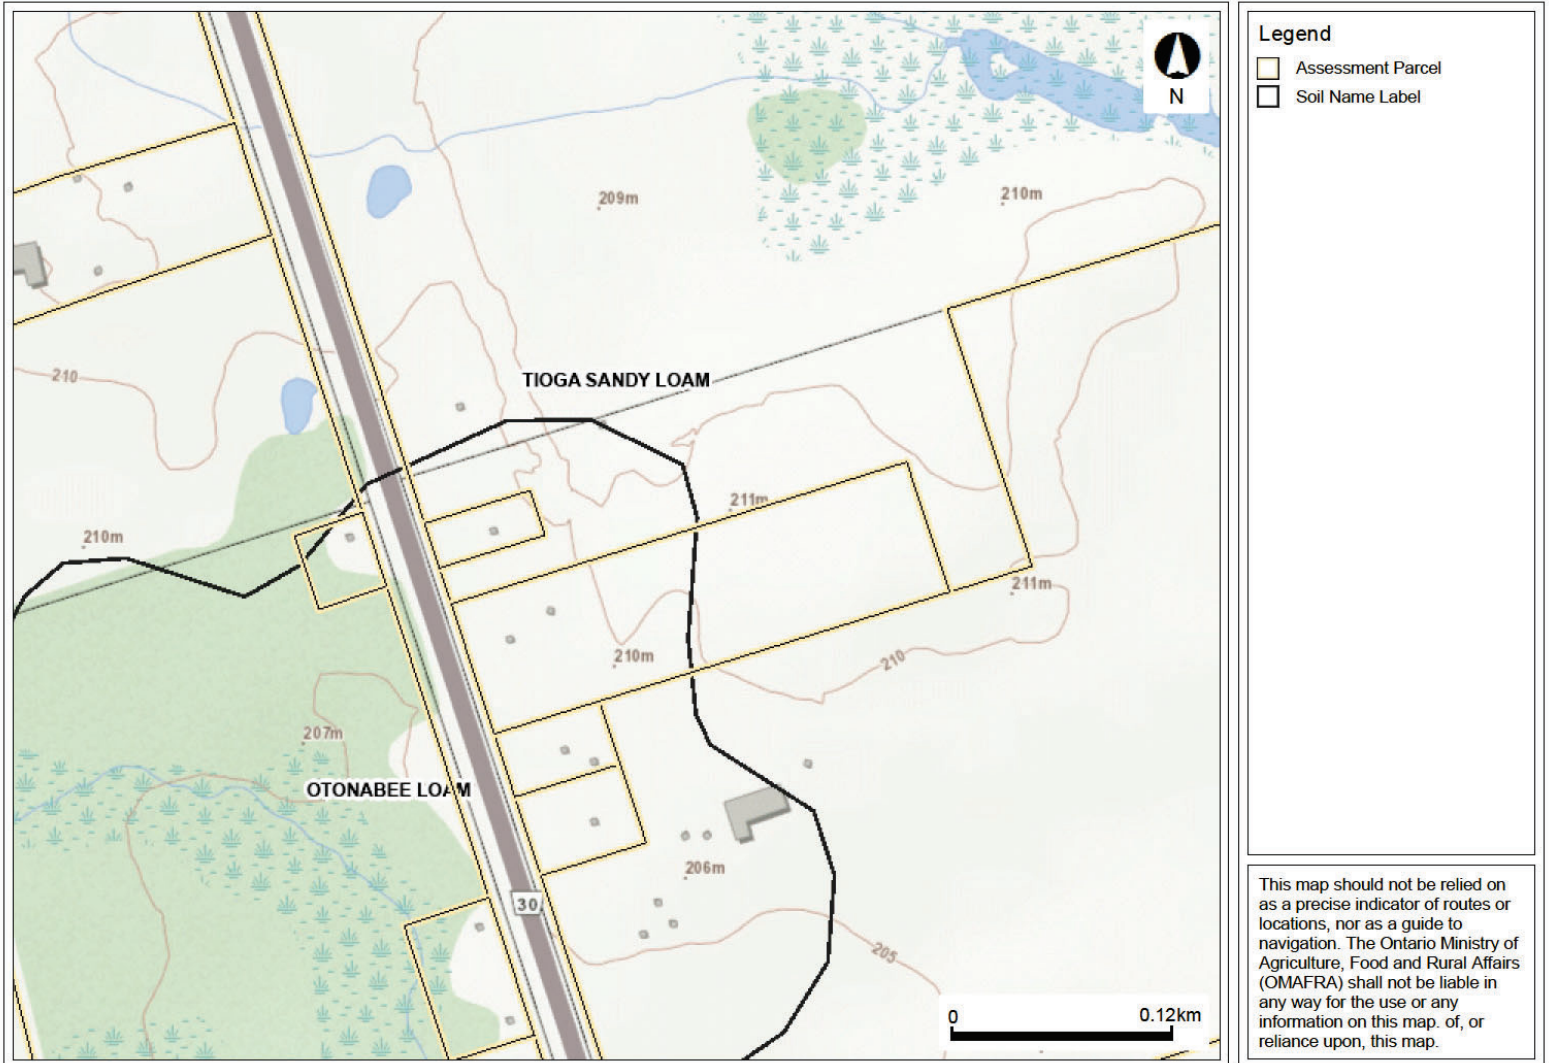 N
209m
210m
210
TIOGA SANDY LOAM
211m
210m
211m
210m
210
207m
OTONABEE LOAM
206m
30
205
0 0.12km
Legend
Assessment Parcel
Soil Name Label
This map should not be relied on
as a precise indicator of routes or
locations, nor as a guide to
navigation. The Ontario Ministry of
Agriculture, Food and Rural Affairs
(OMAFRA) shall not be liable in
any way for the use or any
information on this map. of, or
reliance upon, this map.